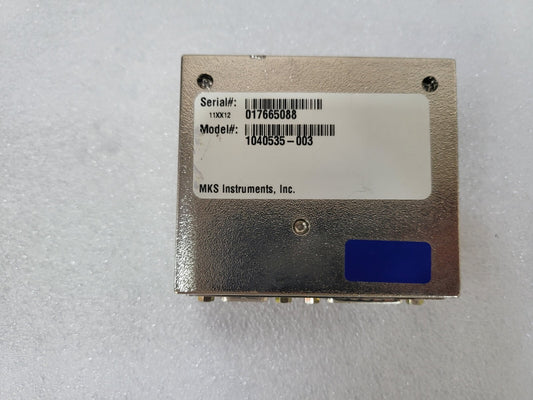 Serial#:
11XX12 017665088
Model#:
1040535-003
MKS Instruments, Inc.